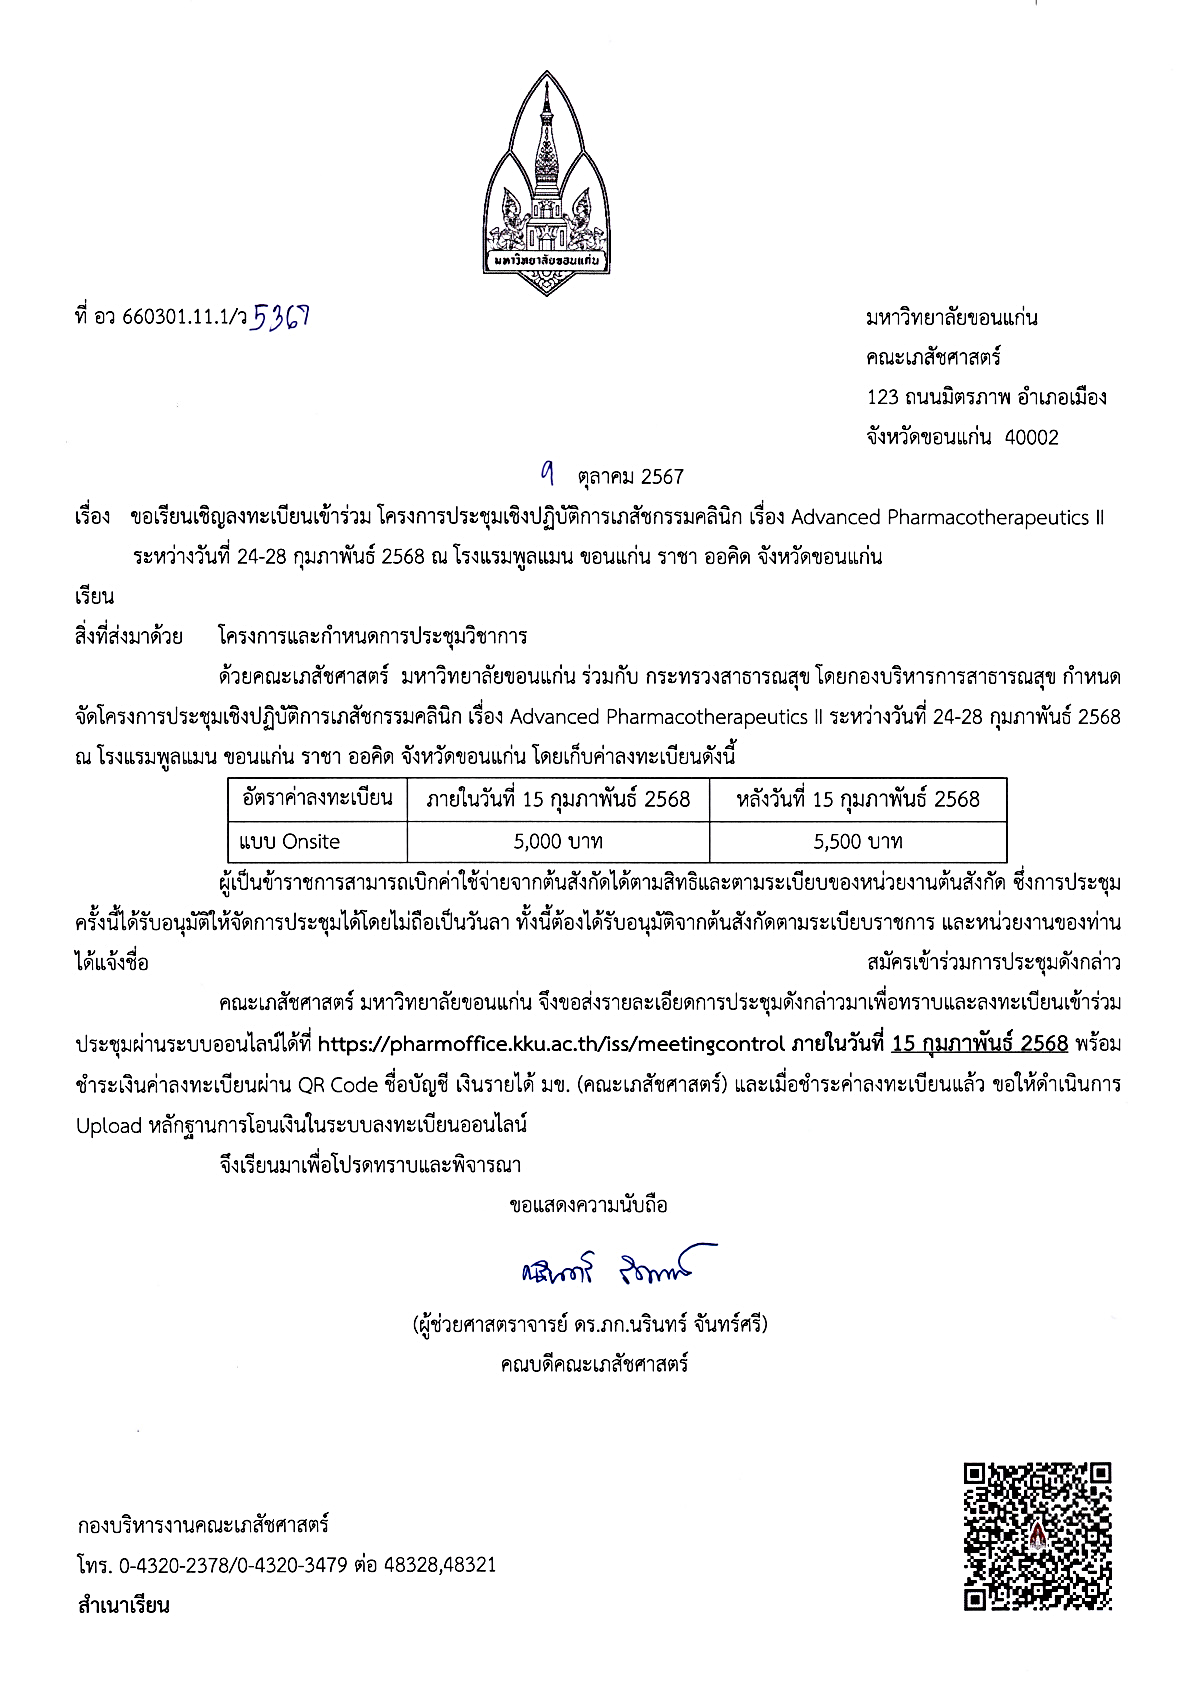 มหาวิทยาลัยขอนแก่น
ที่ อว 660301.11.1/ว 5367
มหาวิทยาลัยขอนแก่น
คณะเภสัชศาสตร์
123 ถนนมิตรภาพ อำเภอเมือง
จังหวัดขอนแก่น 40002
9 ตุลาคม 2567
เรื่อง ขอเรียนเชิญลงทะเบียนเข้าร่วม โครงการประชุมเชิงปฏิบัติการเภสัชกรรมคลินิก เรื่อง Advanced Pharmacotherapeutics II
ระหว่างวันที่ 24-28 กุมภาพันธ์ 2568 ณ โรงแรมพูลแมน ขอนแก่น ราชา ออคิด จังหวัดขอนแก่น
เรียน
สิ่งที่ส่งมาด้วย โครงการและกำหนดการประชุมวิชาการ
ด้วยคณะเภสัชศาสตร์ มหาวิทยาลัยขอนแก่น ร่วมกับ กระทรวงสาธารณสุข โดยกองบริหารการสาธารณสุข กำหนด
จัดโครงการประชุมเชิงปฏิบัติการเภสัชกรรมคลินิก เรื่อง Advanced Pharmacotherapeutics II ระหว่างวันที่ 24-28 กุมภาพันธ์ 2568
ณ โรงแรมพูลแมน ขอนแก่น ราชา ออคิด จังหวัดขอนแก่น โดยเก็บค่าลงทะเบียนดังนี้
อัตราค่าลงทะเบียน ภายในวันที่ 15 กุมภาพันธ์ 2568 หลังวันที่ 15 กุมภาพันธ์ 2568
แบบ Onsite 5,000 บาท 5,500 บาท
ผู้เป็นข้าราชการสามารถเบิกค่าใช้จ่ายจากต้นสังกัดได้ตามสิทธิและตามระเบียบของหน่วยงานต้นสังกัด ซึ่งการประชุม
ครั้งนี้ได้รับอนุมัติให้จัดการประชุมได้โดยไม่ถือเป็นวันลา ทั้งนี้ต้องได้รับอนุมัติจากต้นสังกัดตามระเบียบราชการ และหน่วยงานของท่าน
ได้แจ้งชื่อ สมัครเข้าร่วมการประชุมดังกล่าว
คณะเภสัชศาสตร์ มหาวิทยาลัยขอนแก่น จึงขอส่งรายละเอียดการประชุมดังกล่าวมาเพื่อทราบและลงทะเบียนเข้าร่วม
ประชุมผ่านระบบออนไลน์ได้ที่ https://pharmoffice.kku.ac.th/iss/meetingcontrol ภายในวันที่ 15 กุมภาพันธ์ 2568 พร้อม
ชำระเงินค่าลงทะเบียนผ่าน QR Code ชื่อบัญชี เงินรายได้ มข. (คณะเภสัชศาสตร์) และเมื่อชำระค่าลงทะเบียนแล้ว ขอให้ดำเนินการ
Upload หลักฐานการโอนเงินในระบบลงทะเบียนออนไลน์
จึงเรียนมาเพื่อโปรดทราบและพิจารณา
ขอแสดงความนับถือ
(ผู้ช่วยศาสตราจารย์ ดร.ภก.นรินทร์ จันทร์ศรี)
คณบดีคณะเภสัชศาสตร์
กองบริหารงานคณะเภสัชศาสตร์
โทร. 0-4320-2378/0-4320-3479 ต่อ 48328,48321
สำเนาเรียน